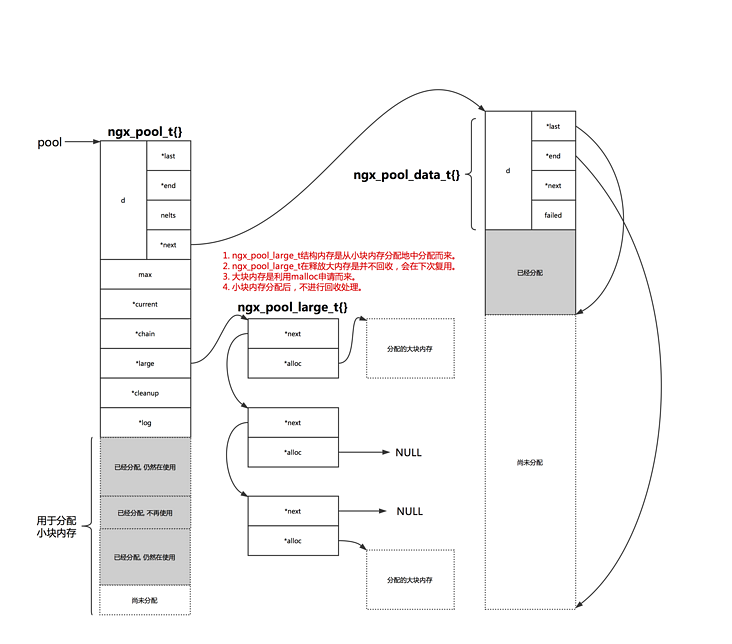 ngx_pool_t{}
pool
*last
*end
d
nelts
*next
max
*current
*chain
*large
*cleanup
*log
已经分配, 仍然在使用
已经分配, 不再使用
已经分配, 仍然在使用
尚未分配
用于分配
小块内存
1. ngx_pool_large_t结构内存是从小块内存分配地中分配而来。
2. ngx_pool_large_t在释放大内存是并不回收，会在下次复用。
3. 大块内存是利用malloc申请而来。
4. 小块内存分配后，不进行回收处理。
ngx_pool_large_t{}
*next
*alloc
分配的大块内存
*next
*alloc
NULL
*next
NULL
*alloc
分配的大块内存
ngx_pool_data_t{}
*last
*end
d
*next
failed
已经分配
尚未分配